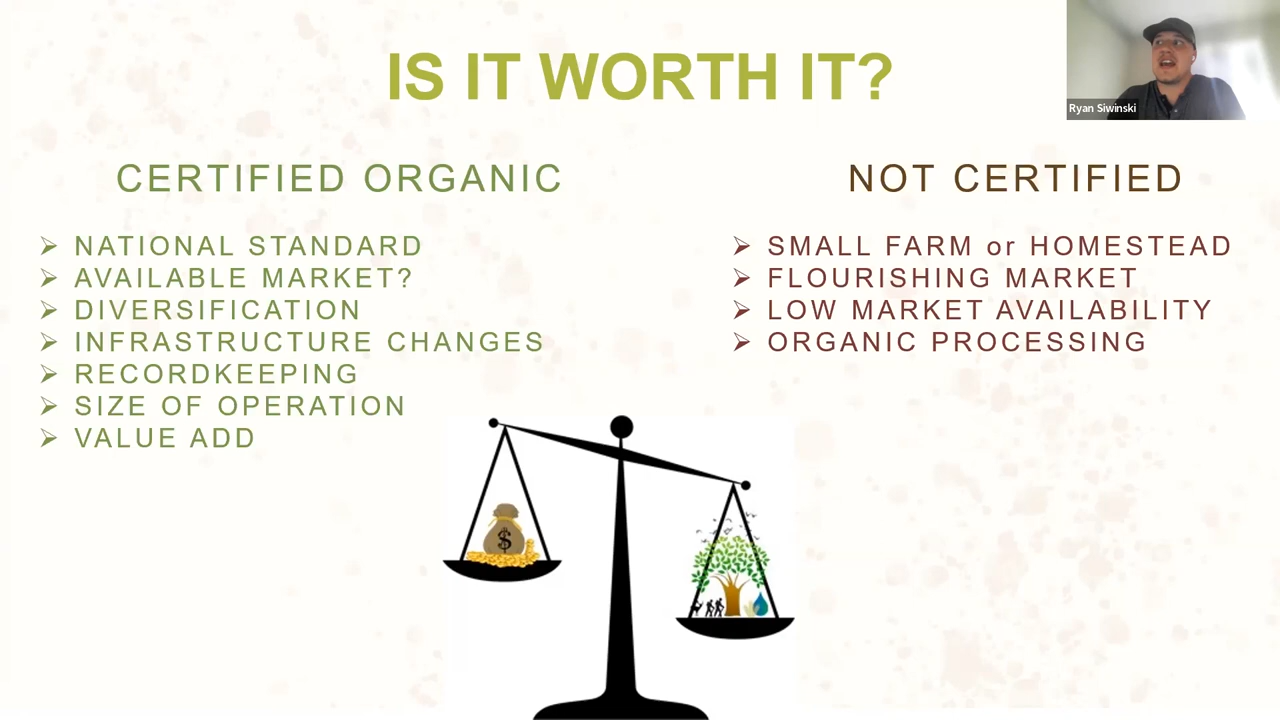 IS IT WORTH IT?
Ryan Siwinski
CERTIFIED ORGANIC
NATIONAL STANDARD
AVAILABLE MARKET?
DIVERSIFICATION
INFRASTRUCTURE CHANGES
RECORDKEEPING
SIZE OF OPERATION
VALUE ADD
NOT CERTIFIED
SMALL FARM or HOMESTEAD
FLOURISHING MARKET
LOW MARKET AVAILABILITY
ORGANIC PROCESSING
$